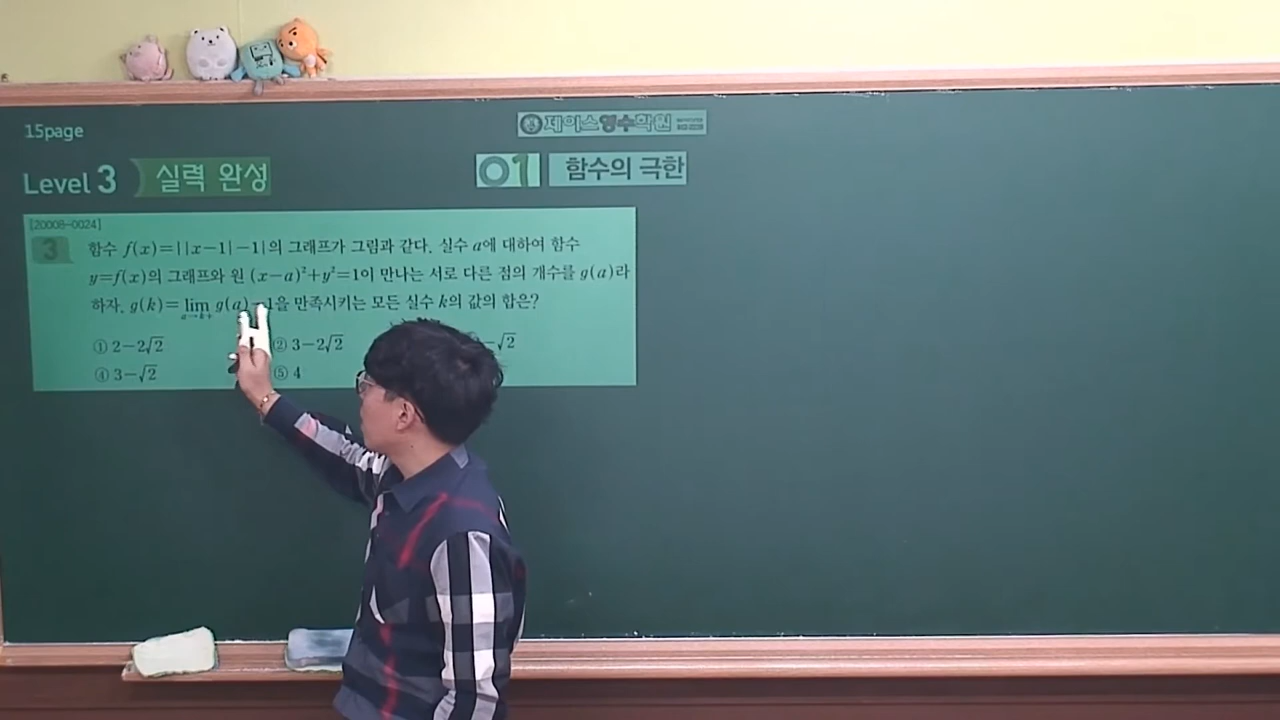 15page
제이스영수학원
Level 3 실력 완성
01 함수의 극한
[20008-0024]
3 함수 f(x)=||x-1|-1|의 그래프가 그림과 같다. 실수 a에 대하여 함수
y=f(x)의 그래프와 원 (x-a)²+y²=1이 만나는 서로 다른 점의 개수를 g(a)라
하자. g(k)=lim g(a)-1을 만족시키는 모든 실수 k의 값의 합은?
a→k+
① 2-2√2 ② 3-2√2 -√2
④ 3-√2 ⑤ 4